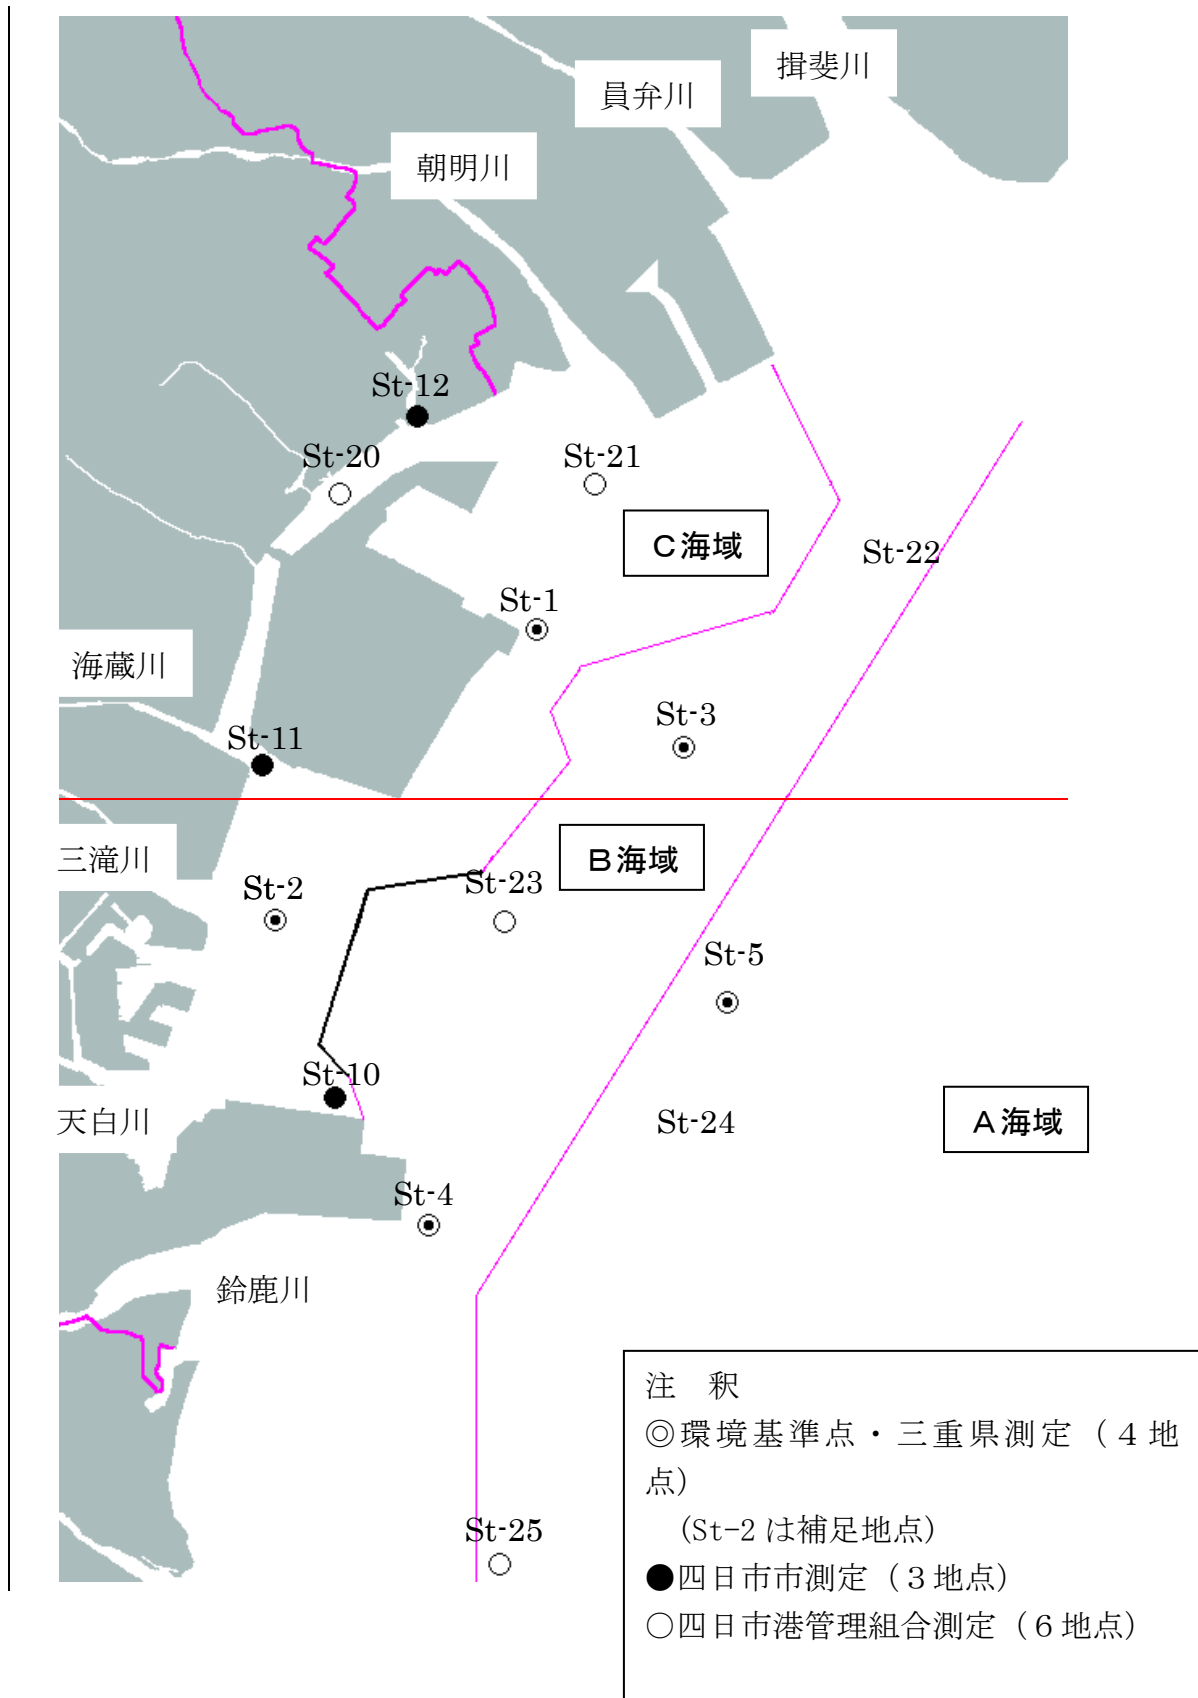 揖斐川
員弁川
朝明川
St-12
St-20
St-21
C海域
St-22
St-1
海蔵川
St-3
St-11
三滝川
B海域
St-2
St-23
St-5
St-10
天白川
St-24
A海域
St-4
鈴鹿川
St-25
注 釈
◎環境基準点・三重県測定（４地
点）
（St-2 は補足地点）
●四日市市測定（３地点）
○四日市港管理組合測定（６地点）